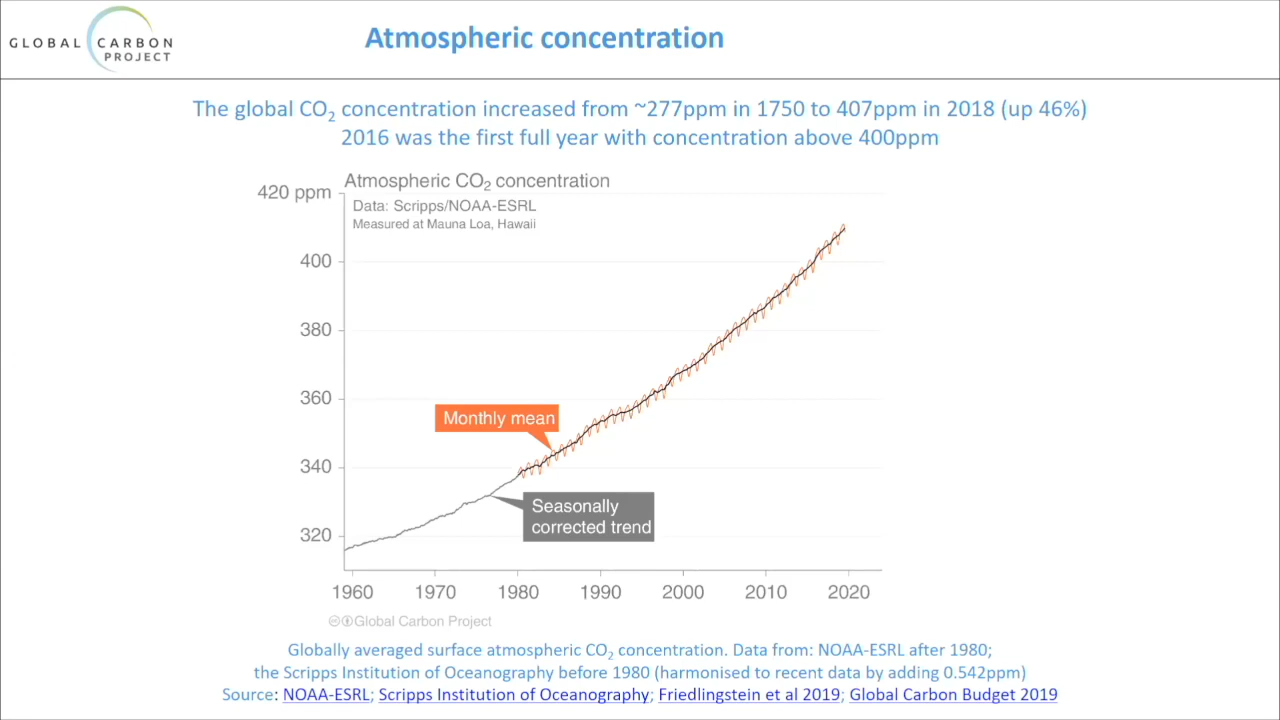 GLOBAL CARBON
PROJECT
Atmospheric concentration
The global CO₂ concentration increased from ~277ppm in 1750 to 407ppm in 2018 (up 46%)
2016 was the first full year with concentration above 400ppm
Atmospheric CO₂ concentration
420 ppm
Data: Scripps/NOAA-ESRL
Measured at Mauna Loa, Hawaii
400
380
360
Monthly mean
340
Seasonally
corrected trend
320
1960 1970 1980 1990 2000 2010 2020
Global Carbon Project
Globally averaged surface atmospheric CO₂ concentration. Data from: NOAA-ESRL after 1980;
the Scripps Institution of Oceanography before 1980 (harmonised to recent data by adding 0.542ppm)
Source: NOAA-ESRL; Scripps Institution of Oceanography; Friedlingstein et al 2019; Global Carbon Budget 2019